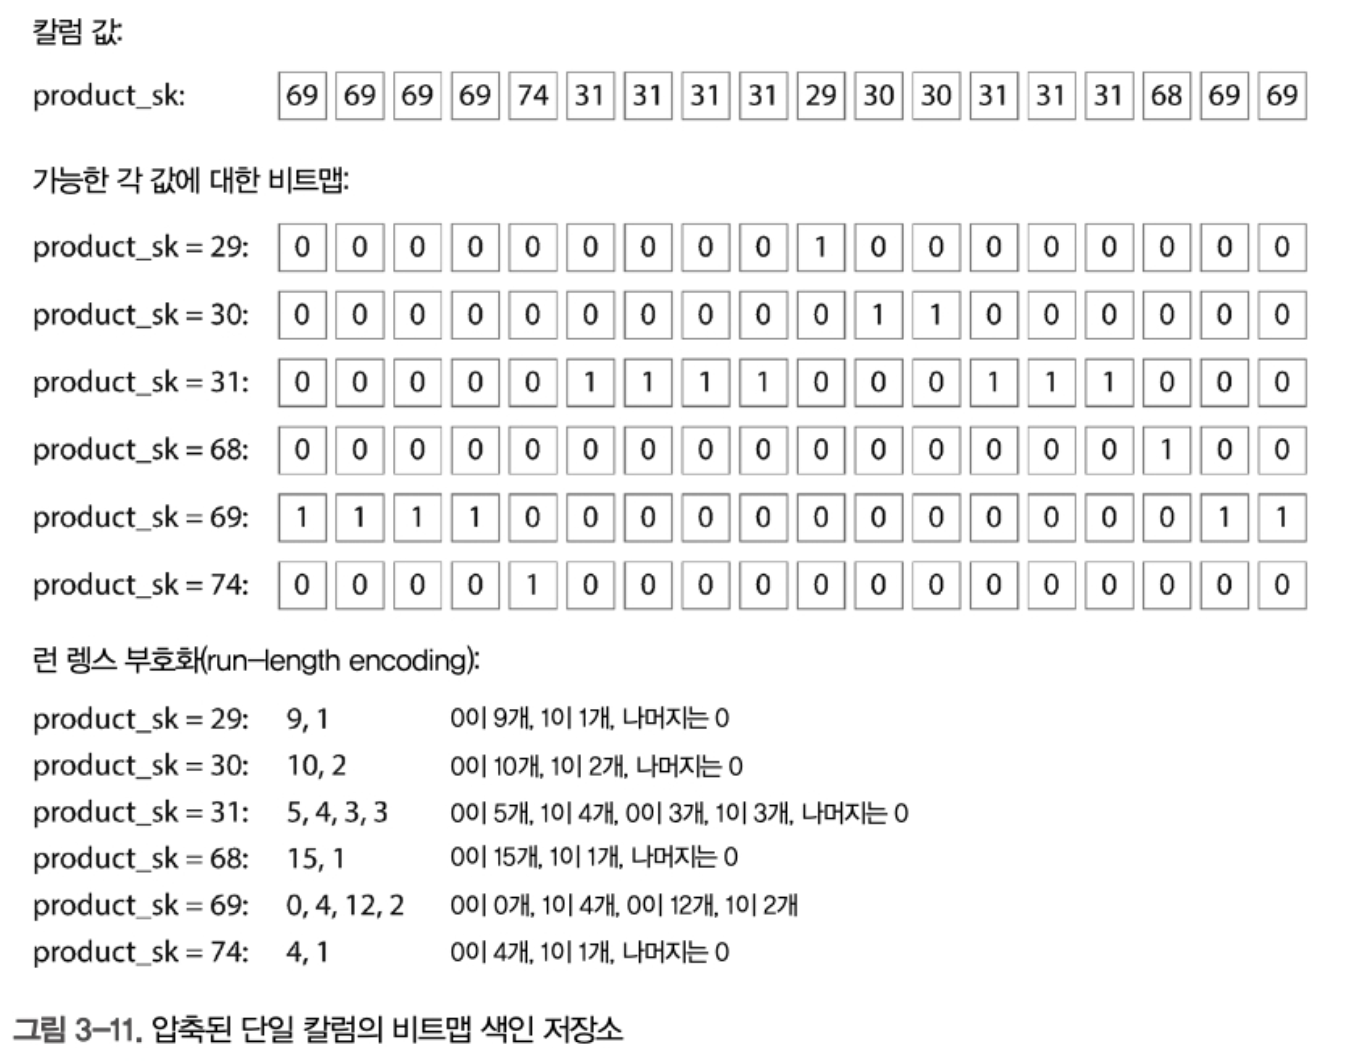 칼럼 값:
product_sk: 69 69 69 69 74 31 31 31 31 29 30 30 31 31 31 68 69 69
가능한 각 값에 대한 비트맵:
product_sk = 29: 0 0 0 0 0 0 0 0 0 1 0 0 0 0 0 0 0 0
product_sk = 30: 0 0 0 0 0 0 0 0 0 0 1 1 0 0 0 0 0 0
product_sk = 31: 0 0 0 0 0 1 1 1 1 0 0 0 1 1 1 0 0 0
product_sk = 68: 0 0 0 0 0 0 0 0 0 0 0 0 0 0 0 1 0 0
product_sk = 69: 1 1 1 1 0 0 0 0 0 0 0 0 0 0 0 0 1 1
product_sk = 74: 0 0 0 0 1 0 0 0 0 0 0 0 0 0 0 0 0 0
런 렝스 부호화(run-length encoding):
product_sk = 29: 9, 1 0이 9개, 1이 1개, 나머지는 0
product_sk = 30: 10, 2 0이 10개, 1이 2개, 나머지는 0
product_sk = 31: 5, 4, 3, 3 0이 5개, 1이 4개, 0이 3개, 1이 3개, 나머지는 0
product_sk = 68: 15, 1 0이 15개, 1이 1개, 나머지는 0
product_sk = 69: 0, 4, 12, 2 0이 0개, 1이 4개, 0이 12개, 1이 2개
product_sk = 74: 4, 1 0이 4개, 1이 1개, 나머지는 0
그림 3-11. 압축된 단일 칼럼의 비트맵 색인 저장소